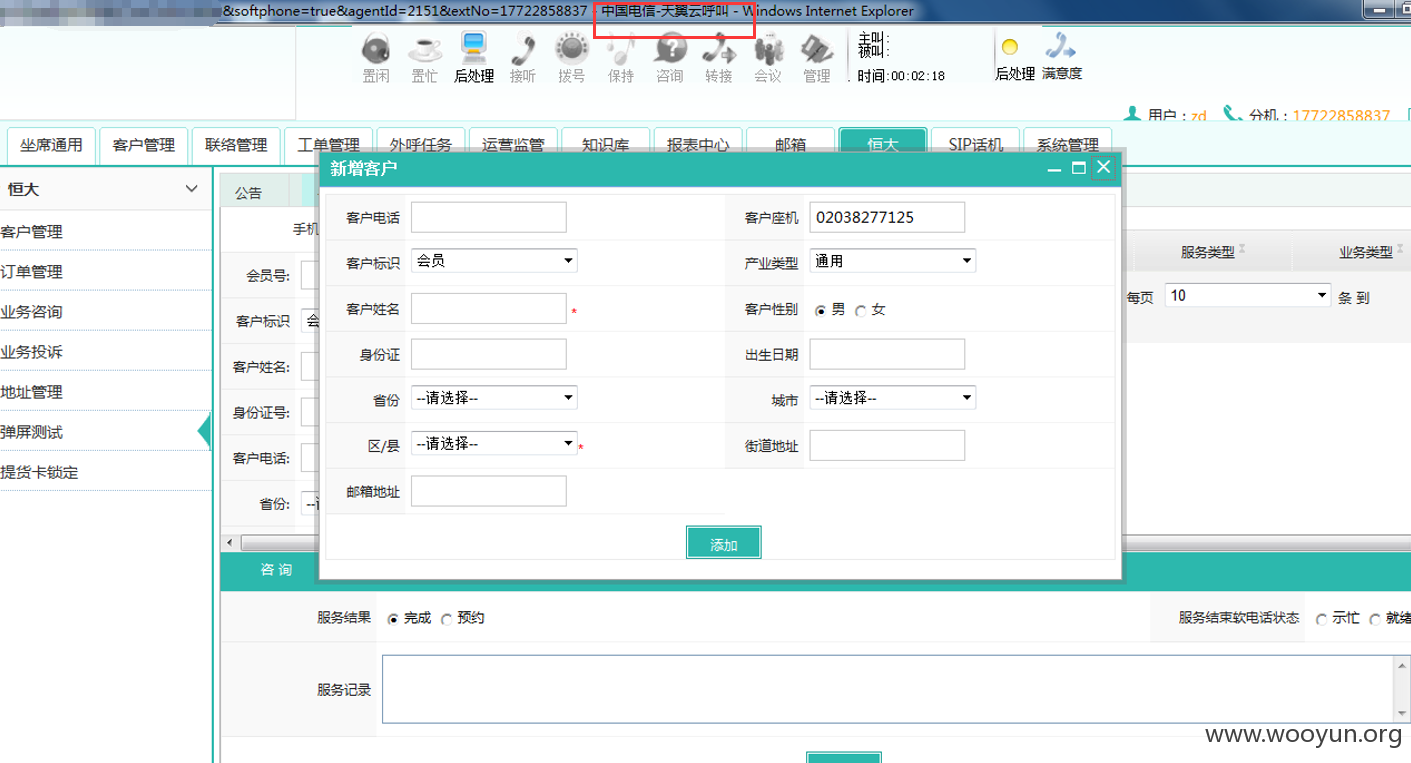 &softphone=true&agentId=2151&extNo=17722858837 - 中国电信-天翼云呼叫 - Windows Internet Explorer
置闲 置忙 后处理 接听 拨号 保持 咨询 转接 会议 管理
主叫:
被叫:
时间:00:02:18
后处理 满意度
用户：zd 分机：17722858837
坐席通用 客户管理 联络管理 工单管理 外呼任务 运营监管 知识库 报表中心 邮箱 恒大 SIP话机 系统管理
恒大
客户管理
订单管理
业务咨询
业务投诉
地址管理
弹屏测试
提货卡锁定
公告
手机
会员号:
客户标识 会
客户姓名:
身份证号:
客户电话:
省份: --请
新增客户
客户电话 客户座机 02038277125
客户标识 会员 产业类型 通用
客户姓名 * 客户性别 男 女
身份证 出生日期
省份 --请选择-- 城市 --请选择--
区/县 --请选择-- * 街道地址
邮箱地址
添加
服务类型 业务类型
每页 10 条 到
咨 询
服务结果 完成 预约 服务结束软电话状态 示忙 就绪
服务记录
www.wooyun.org